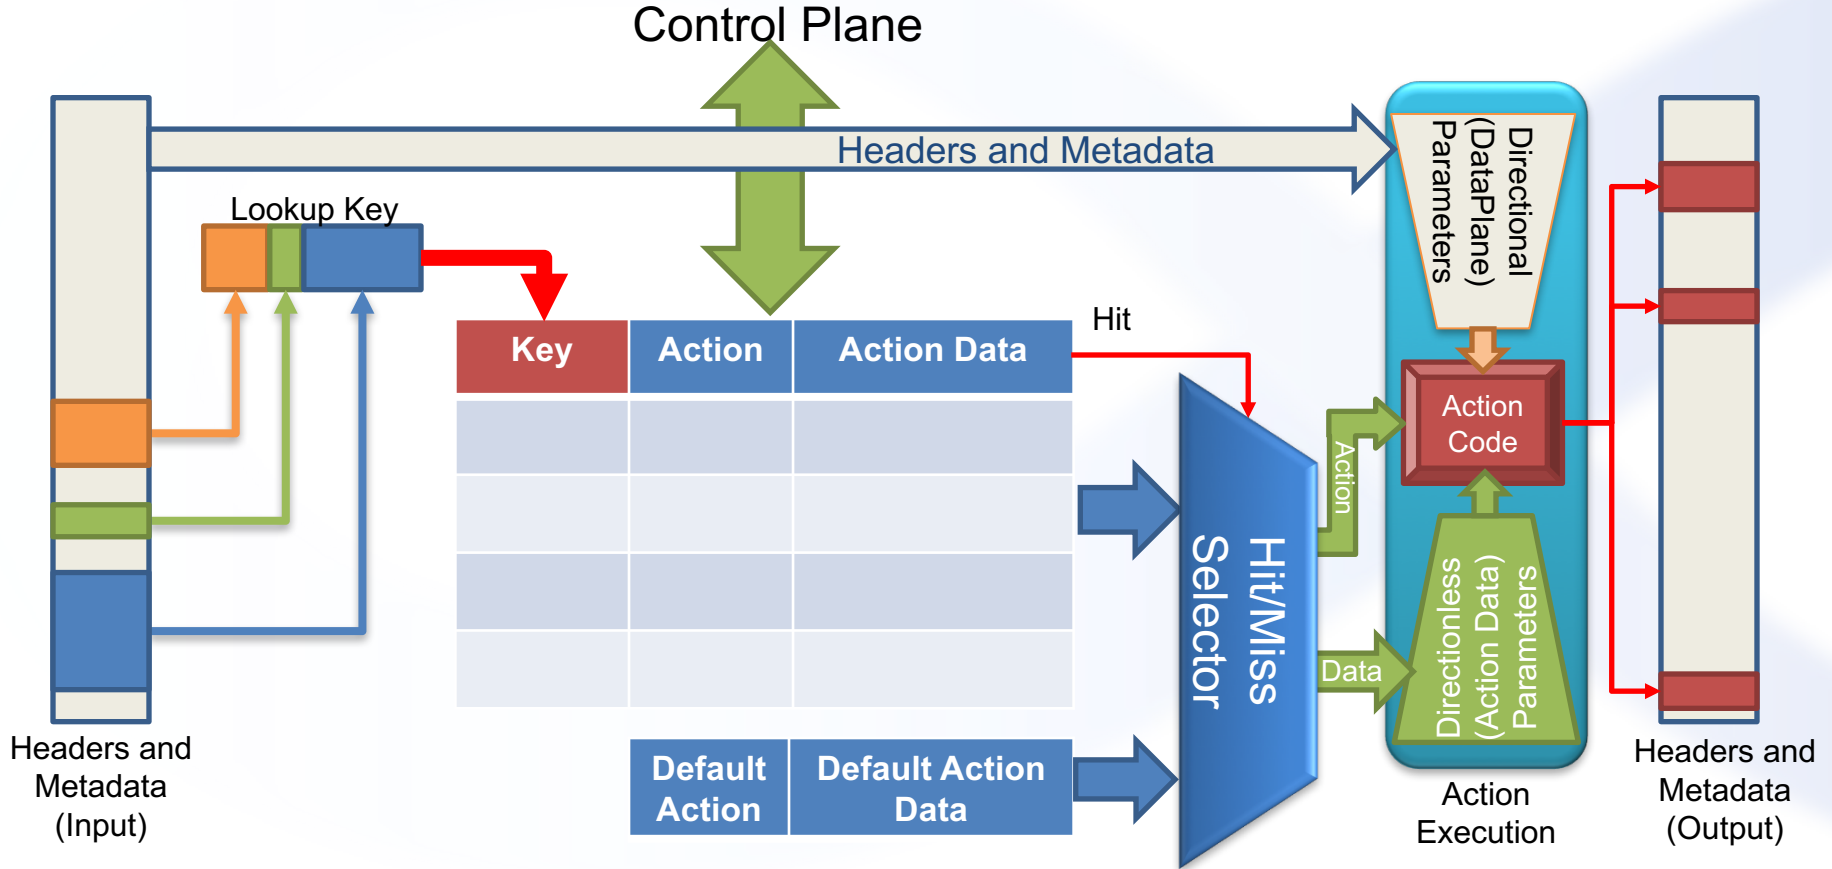 Control Plane
Headers and Metadata
Lookup Key
Key
Action
Action Data
Hit
Default
Action
Default Action
Data
Hit/Miss
Selector
Action
Data
Directional
(DataPlane)
Parameters
Action
Code
Directionless
(Action Data)
Parameters
Action
Execution
Headers and
Metadata
(Input)
Headers and
Metadata
(Output)